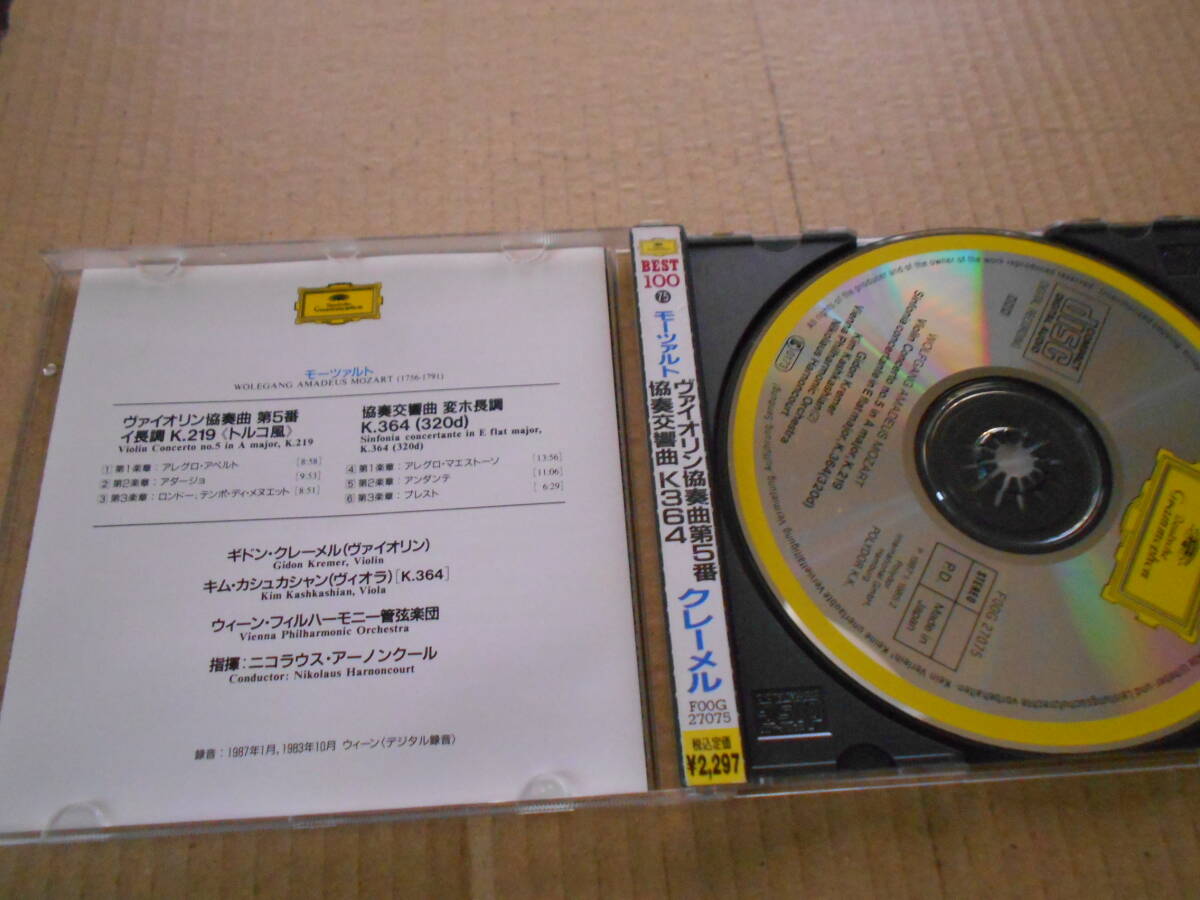 Deutsche
Grammophon
モーツァルト
WOLEGANG AMADEUS MOZART (1756-1791)
ヴァイオリン協奏曲 第5番
イ長調 K.219《トルコ風》
Violin Concerto no.5 in A major, K.219
①第1楽章:アレグロ・アペルト [8:58]
②第2楽章:アダージョ [9:53]
③第3楽章:ロンドー、テンポ・ディ・メヌエット [8:51]
協奏交響曲 変ホ長調
K.364 (320d)
Sinfonia concertante in E flat major,
K.364 (320d)
④第1楽章:アレグロ・マエストーソ [13:56]
⑤第2楽章:アンダンテ [11:06]
⑥第3楽章:プレスト [6:29]
ギドン・クレーメル(ヴァイオリン)
Gidon Kremer, Violin
キム・カシュカシャン(ヴィオラ)[K.364]
Kim Kashkashian, Viola
ウィーン・フィルハーモニー管弦楽団
Vienna Philharmonic Orchestra
指揮:ニコラウス・アーノンクール
Conductor: Nikolaus Harnoncourt
録音:1987年1月,1983年10月 ウィーン〈デジタル録音〉
BEST
100
75
モーツァルト
ヴァイオリン協奏曲第5番
協奏交響曲 K364
クレーメル
F00G
27075
税込定価
¥2,297
COMPACT
disc
DIGITAL AUDIO
WOLFGANG AMADEUS MOZART
Violin Concerto no.5 in A major K.219
Sinfonia concertante in E flat major, K.364(320d)
Gidon Kremer
Kim Kashkashian
Vienna Philharmonic Orchestra
Nikolaus Harnoncourt
POLYDOR K.K.
STEREO
P.D.
Made in
Japan
F00G 27075
Deutsche
Grammophon